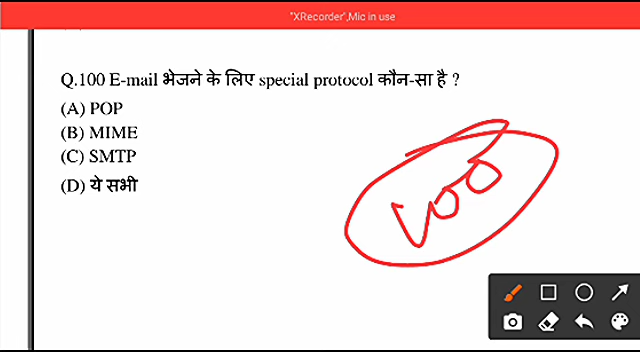 "XRecorder",Mic in use
Q.100 E-mail भेजने के लिए special protocol कौन-सा है ?
(A) POP
(B) MIME
(C) SMTP
(D) ये सभी
100